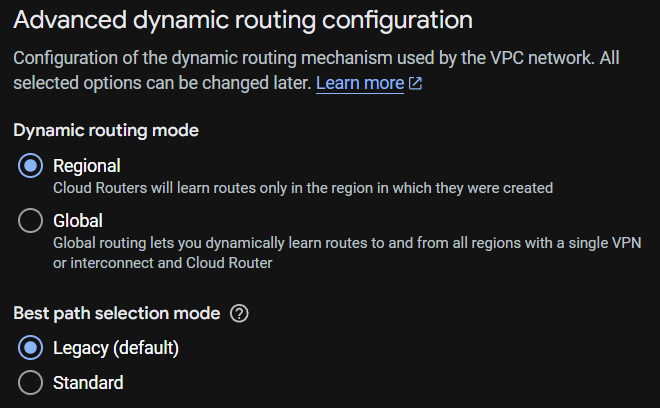 Advanced dynamic routing configuration
Configuration of the dynamic routing mechanism used by the VPC network. All
selected options can be changed later. Learn more
Dynamic routing mode
Regional
Cloud Routers will learn routes only in the region in which they were created
Global
Global routing lets you dynamically learn routes to and from all regions with a single VPN
or interconnect and Cloud Router
Best path selection mode ?
Legacy (default)
Standard